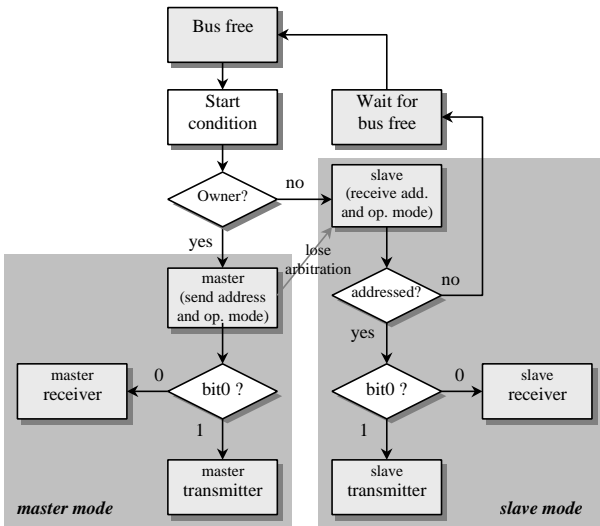 Bus free
Start
condition
Wait for
bus free
Owner?
no
slave
(receive add.
and op. mode)
yes
lose
arbitration
master
(send address
and op. mode)
addressed?
no
yes
master
receiver
0
bit0 ?
1
bit0 ?
0
1
slave
receiver
master
transmitter
slave
transmitter
master mode
slave mode